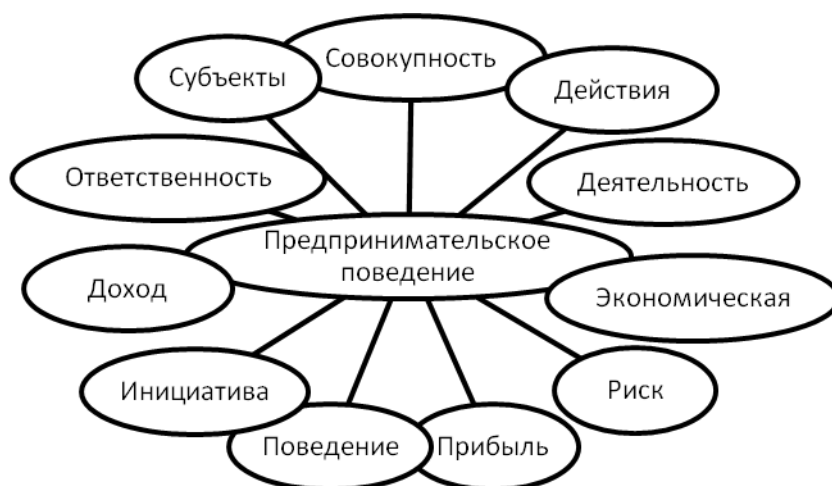 Совокупность
Субъекты
Действия
Ответственность
Деятельность
Предпринимательское
поведение
Доход
Экономическая
Инициатива
Риск
Поведение
Прибыль